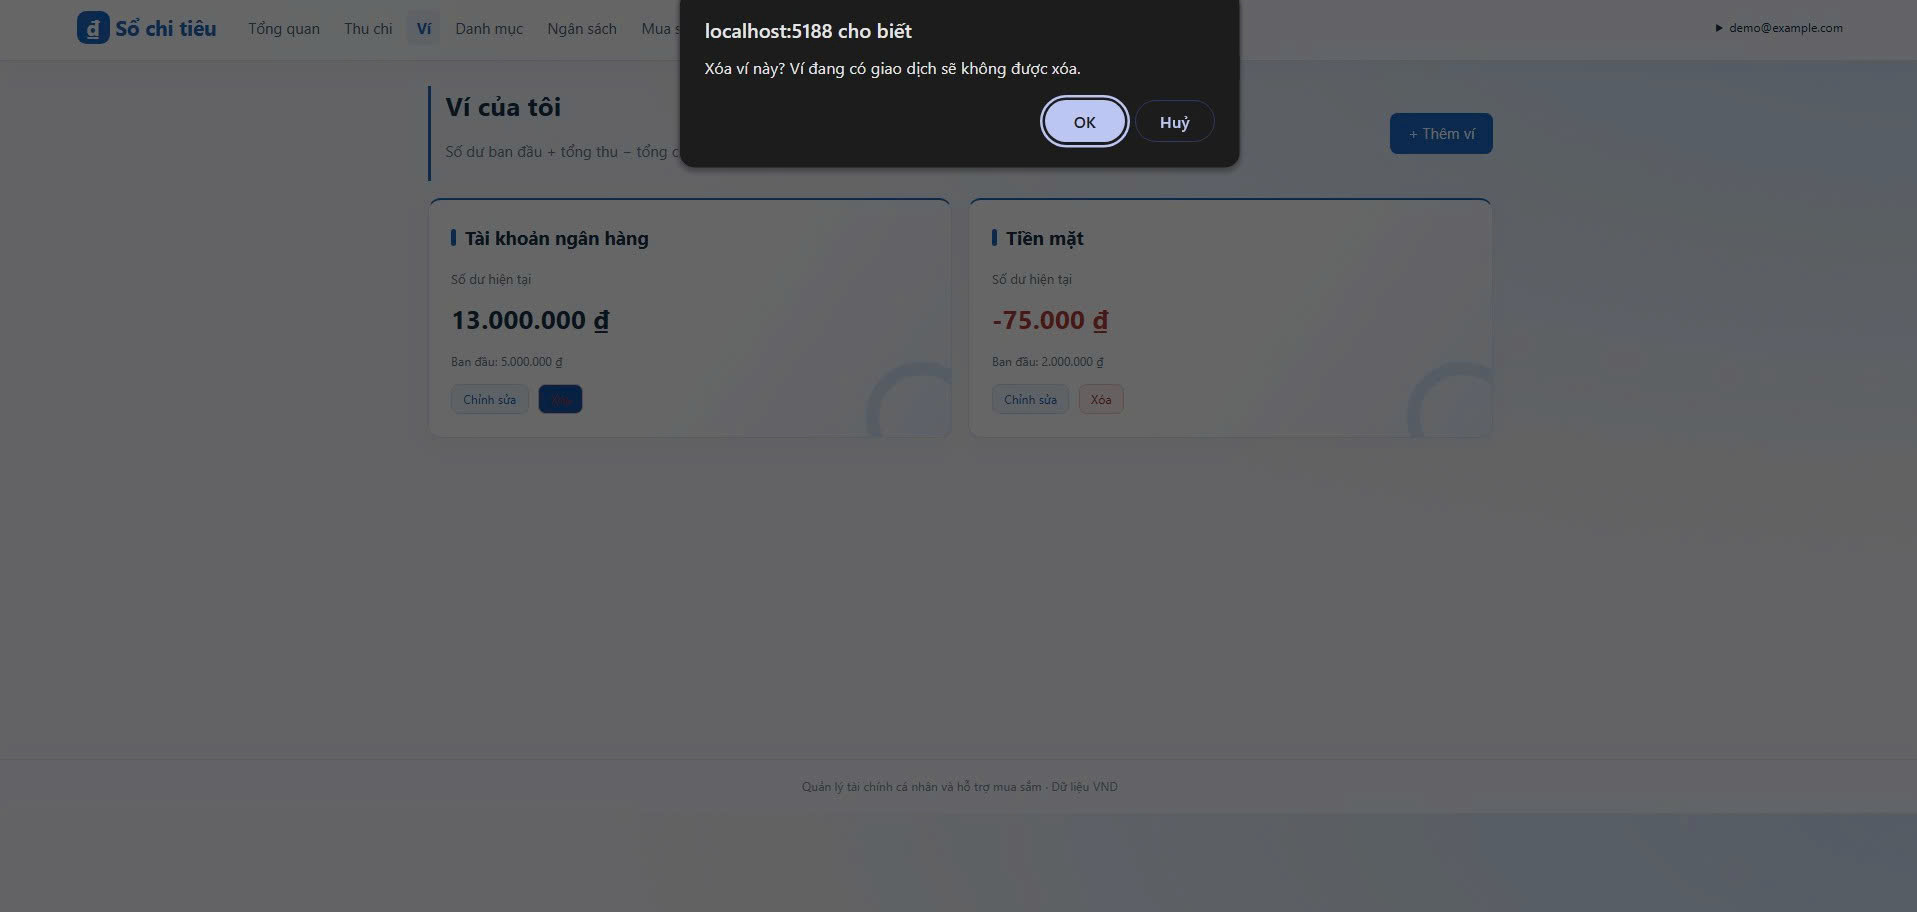 localhost:5188 cho biết
Xóa ví này? Ví đang có giao dịch sẽ không được xóa.
OK
Huỷ
₫ Sổ chi tiêu
Tổng quan
Thu chi
Ví
Danh mục
Ngân sách
Mua s
▶ demo@example.com
Ví của tôi
Số dư ban đầu + tổng thu − tổng c
+ Thêm ví
Tài khoản ngân hàng
Số dư hiện tại
13.000.000 ₫
Ban đầu: 5.000.000 ₫
Chỉnh sửa
Xóa
Tiền mặt
Số dư hiện tại
-75.000 ₫
Ban đầu: 2.000.000 ₫
Chỉnh sửa
Xóa
Quản lý tài chính cá nhân và hỗ trợ mua sắm · Dữ liệu VND